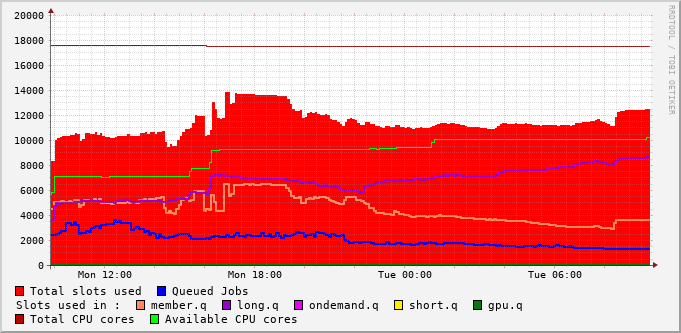 20000
18000
16000
14000
12000
10000
8000
6000
4000
2000
0
Mon 12:00 Mon 18:00 Tue 00:00 Tue 06:00
RRDTOOL / TOBI OETIKER
Total slots used Queued Jobs
Slots used in : member.q long.q ondemand.q short.q gpu.q
Total CPU cores Available CPU cores